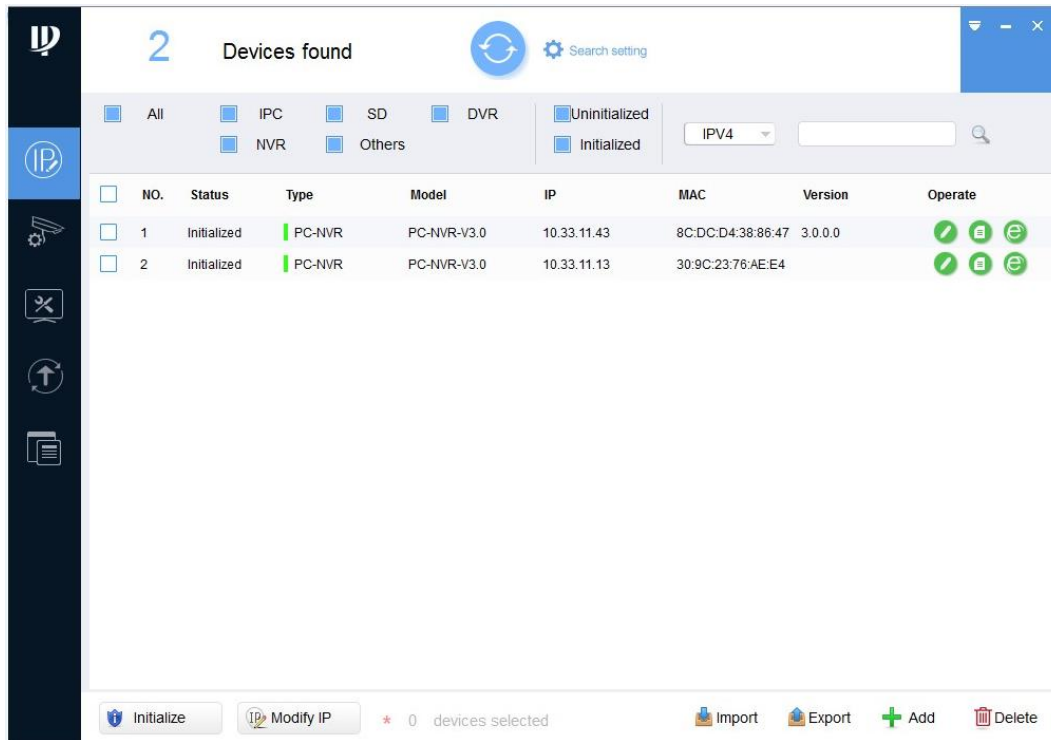 2 Devices found Search setting
All IPC SD DVR Uninitialized
NVR Others Initialized IPV4
NO. Status Type Model IP MAC Version Operate
1 Initialized PC-NVR PC-NVR-V3.0 10.33.11.43 8C:DC:D4:38:86:47 3.0.0.0
2 Initialized PC-NVR PC-NVR-V3.0 10.33.11.13 30:9C:23:76:AE:E4
Initialize Modify IP * 0 devices selected Import Export Add Delete